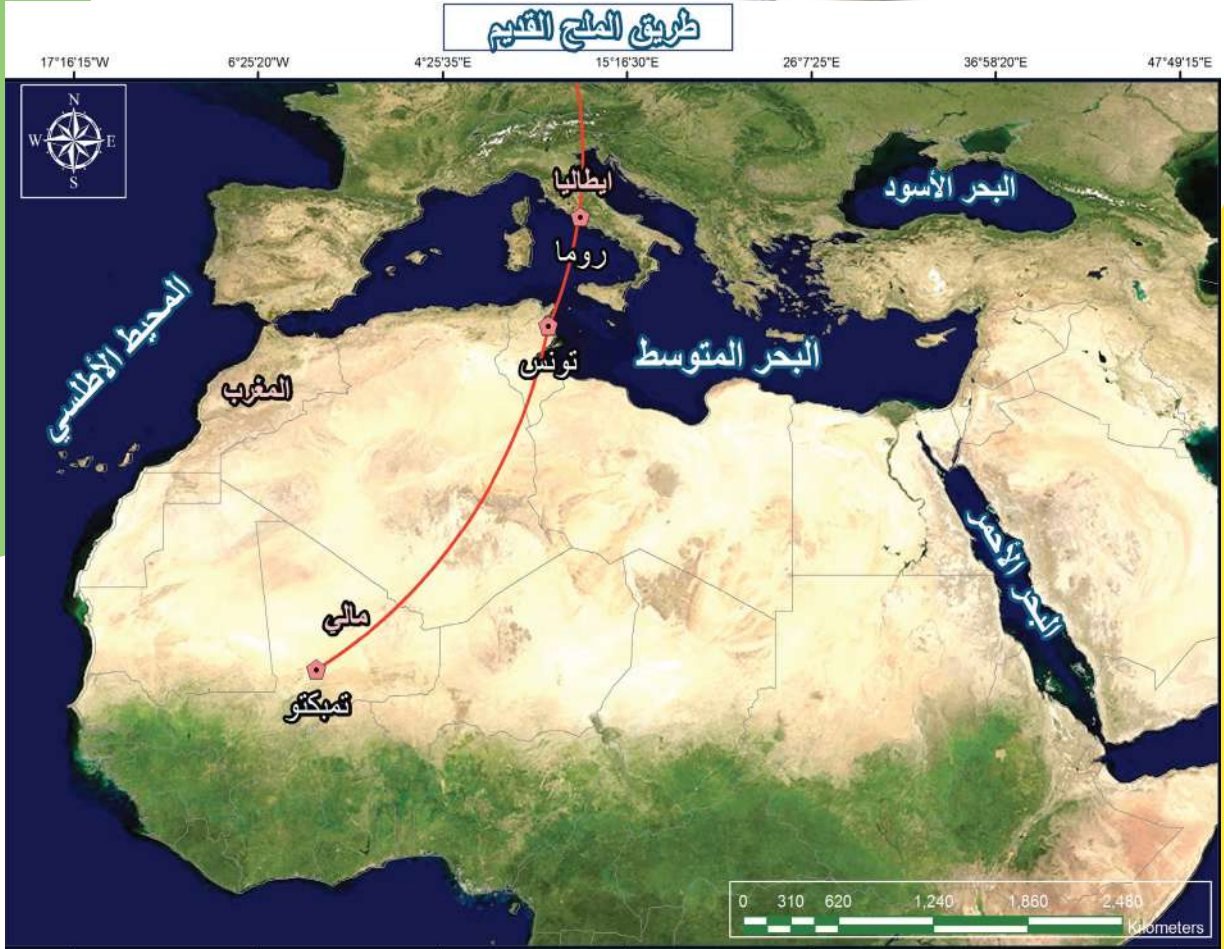 طريق الملح القديم
17°16'15"W 6°25'20"W 4°25'35"E 15°16'30"E 26°7'25"E 36°58'20"E 47°49'15"E
N
W E
S
ايطاليا
روما
البحر الأسود
المحيط الأطلسي
تونس
البحر المتوسط
المغرب
البحر الأحمر
مالي
تمبكتو
0 310 620 1,240 1,860 2,480
Kilometers